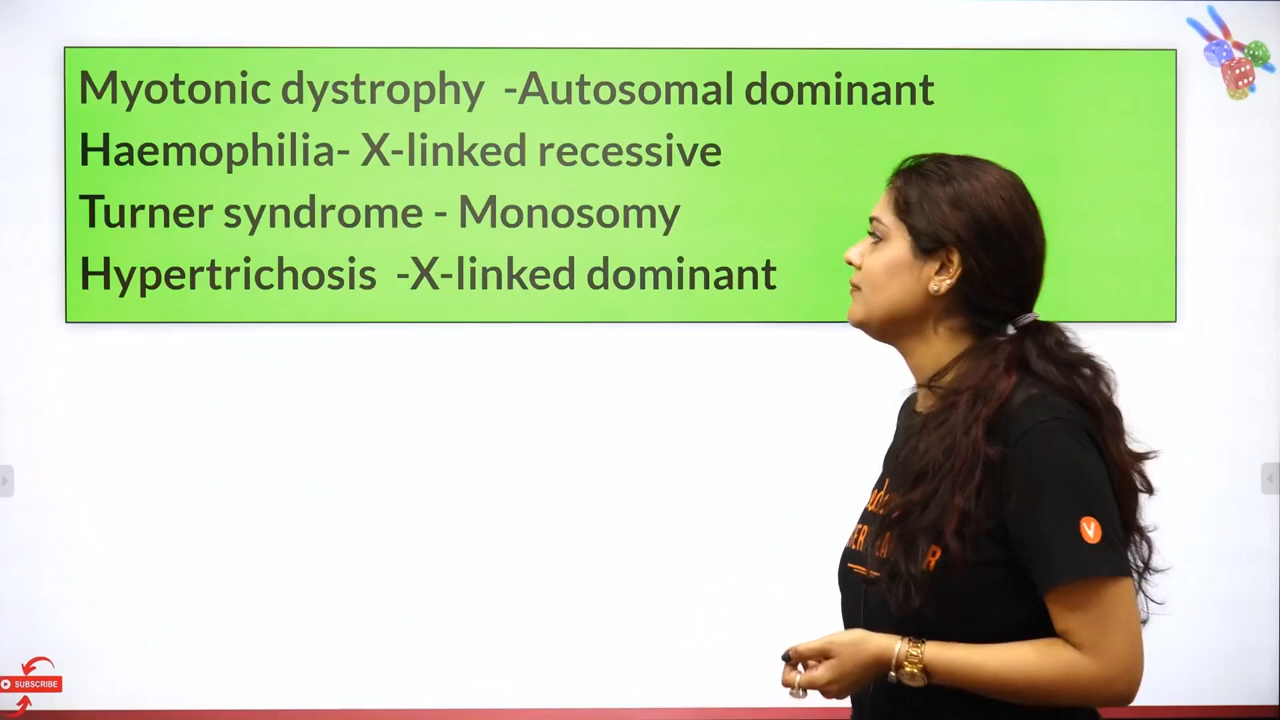 Myotonic dystrophy -Autosomal dominant
Haemophilia- X-linked recessive
Turner syndrome - Monosomy
Hypertrichosis -X-linked dominant
V
SUBSCRIBE